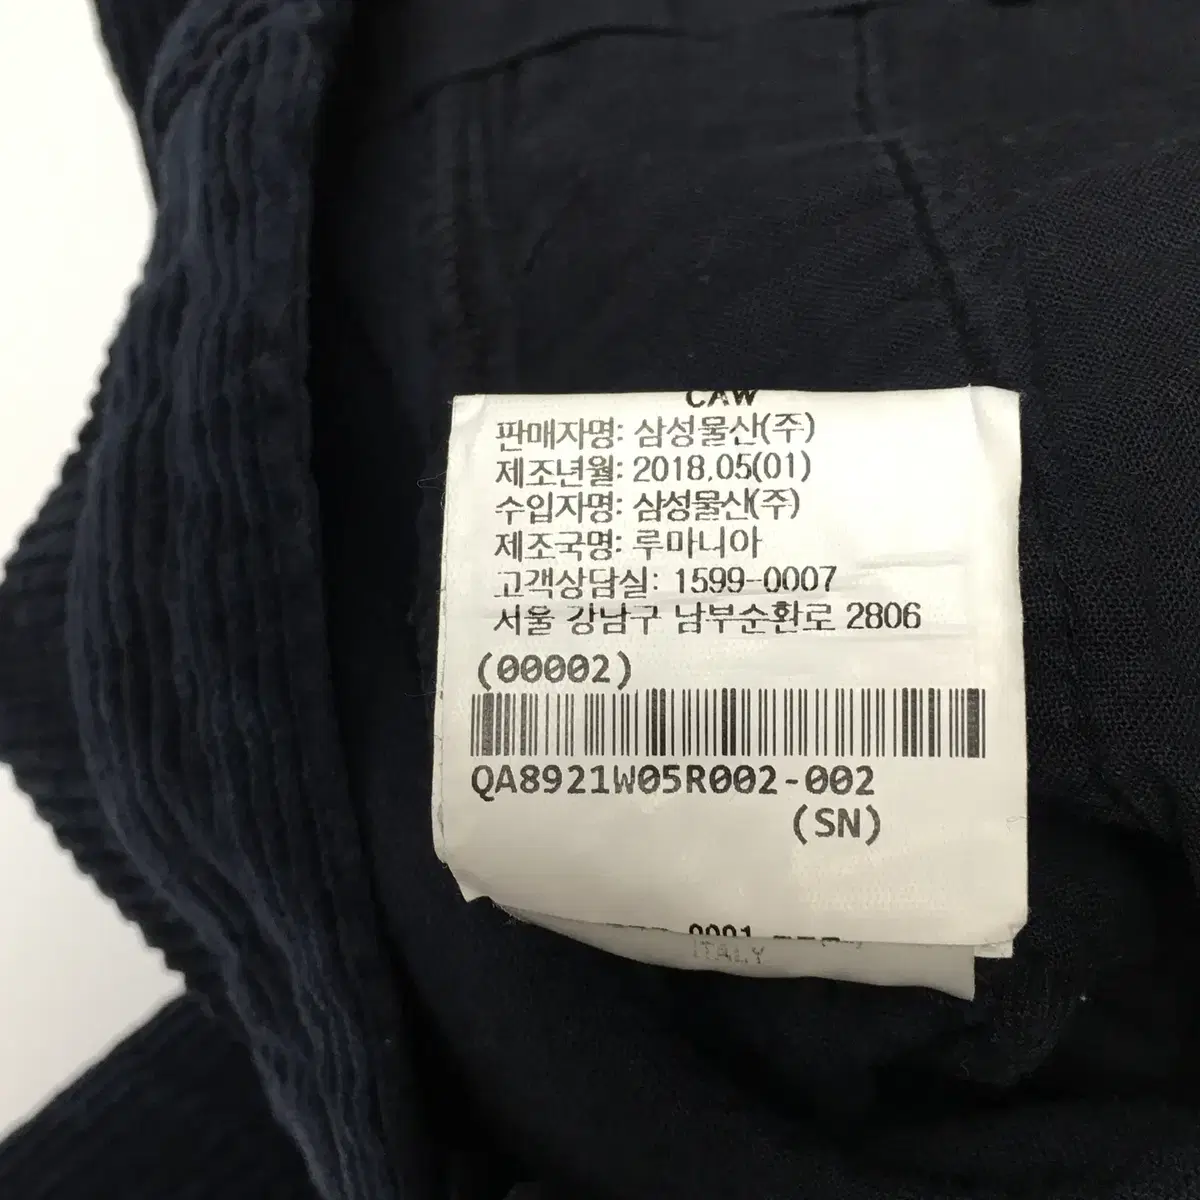 CAW
판매자명: 삼성물산(주)
제조년월: 2018.05(01)
수입자명: 삼성물산(주)
제조국명: 루마니아
고객상담실: 1599-0007
서울 강남구 남부순환로 2806
(00002)
QA8921W05R002-002
(SN)
ITALY